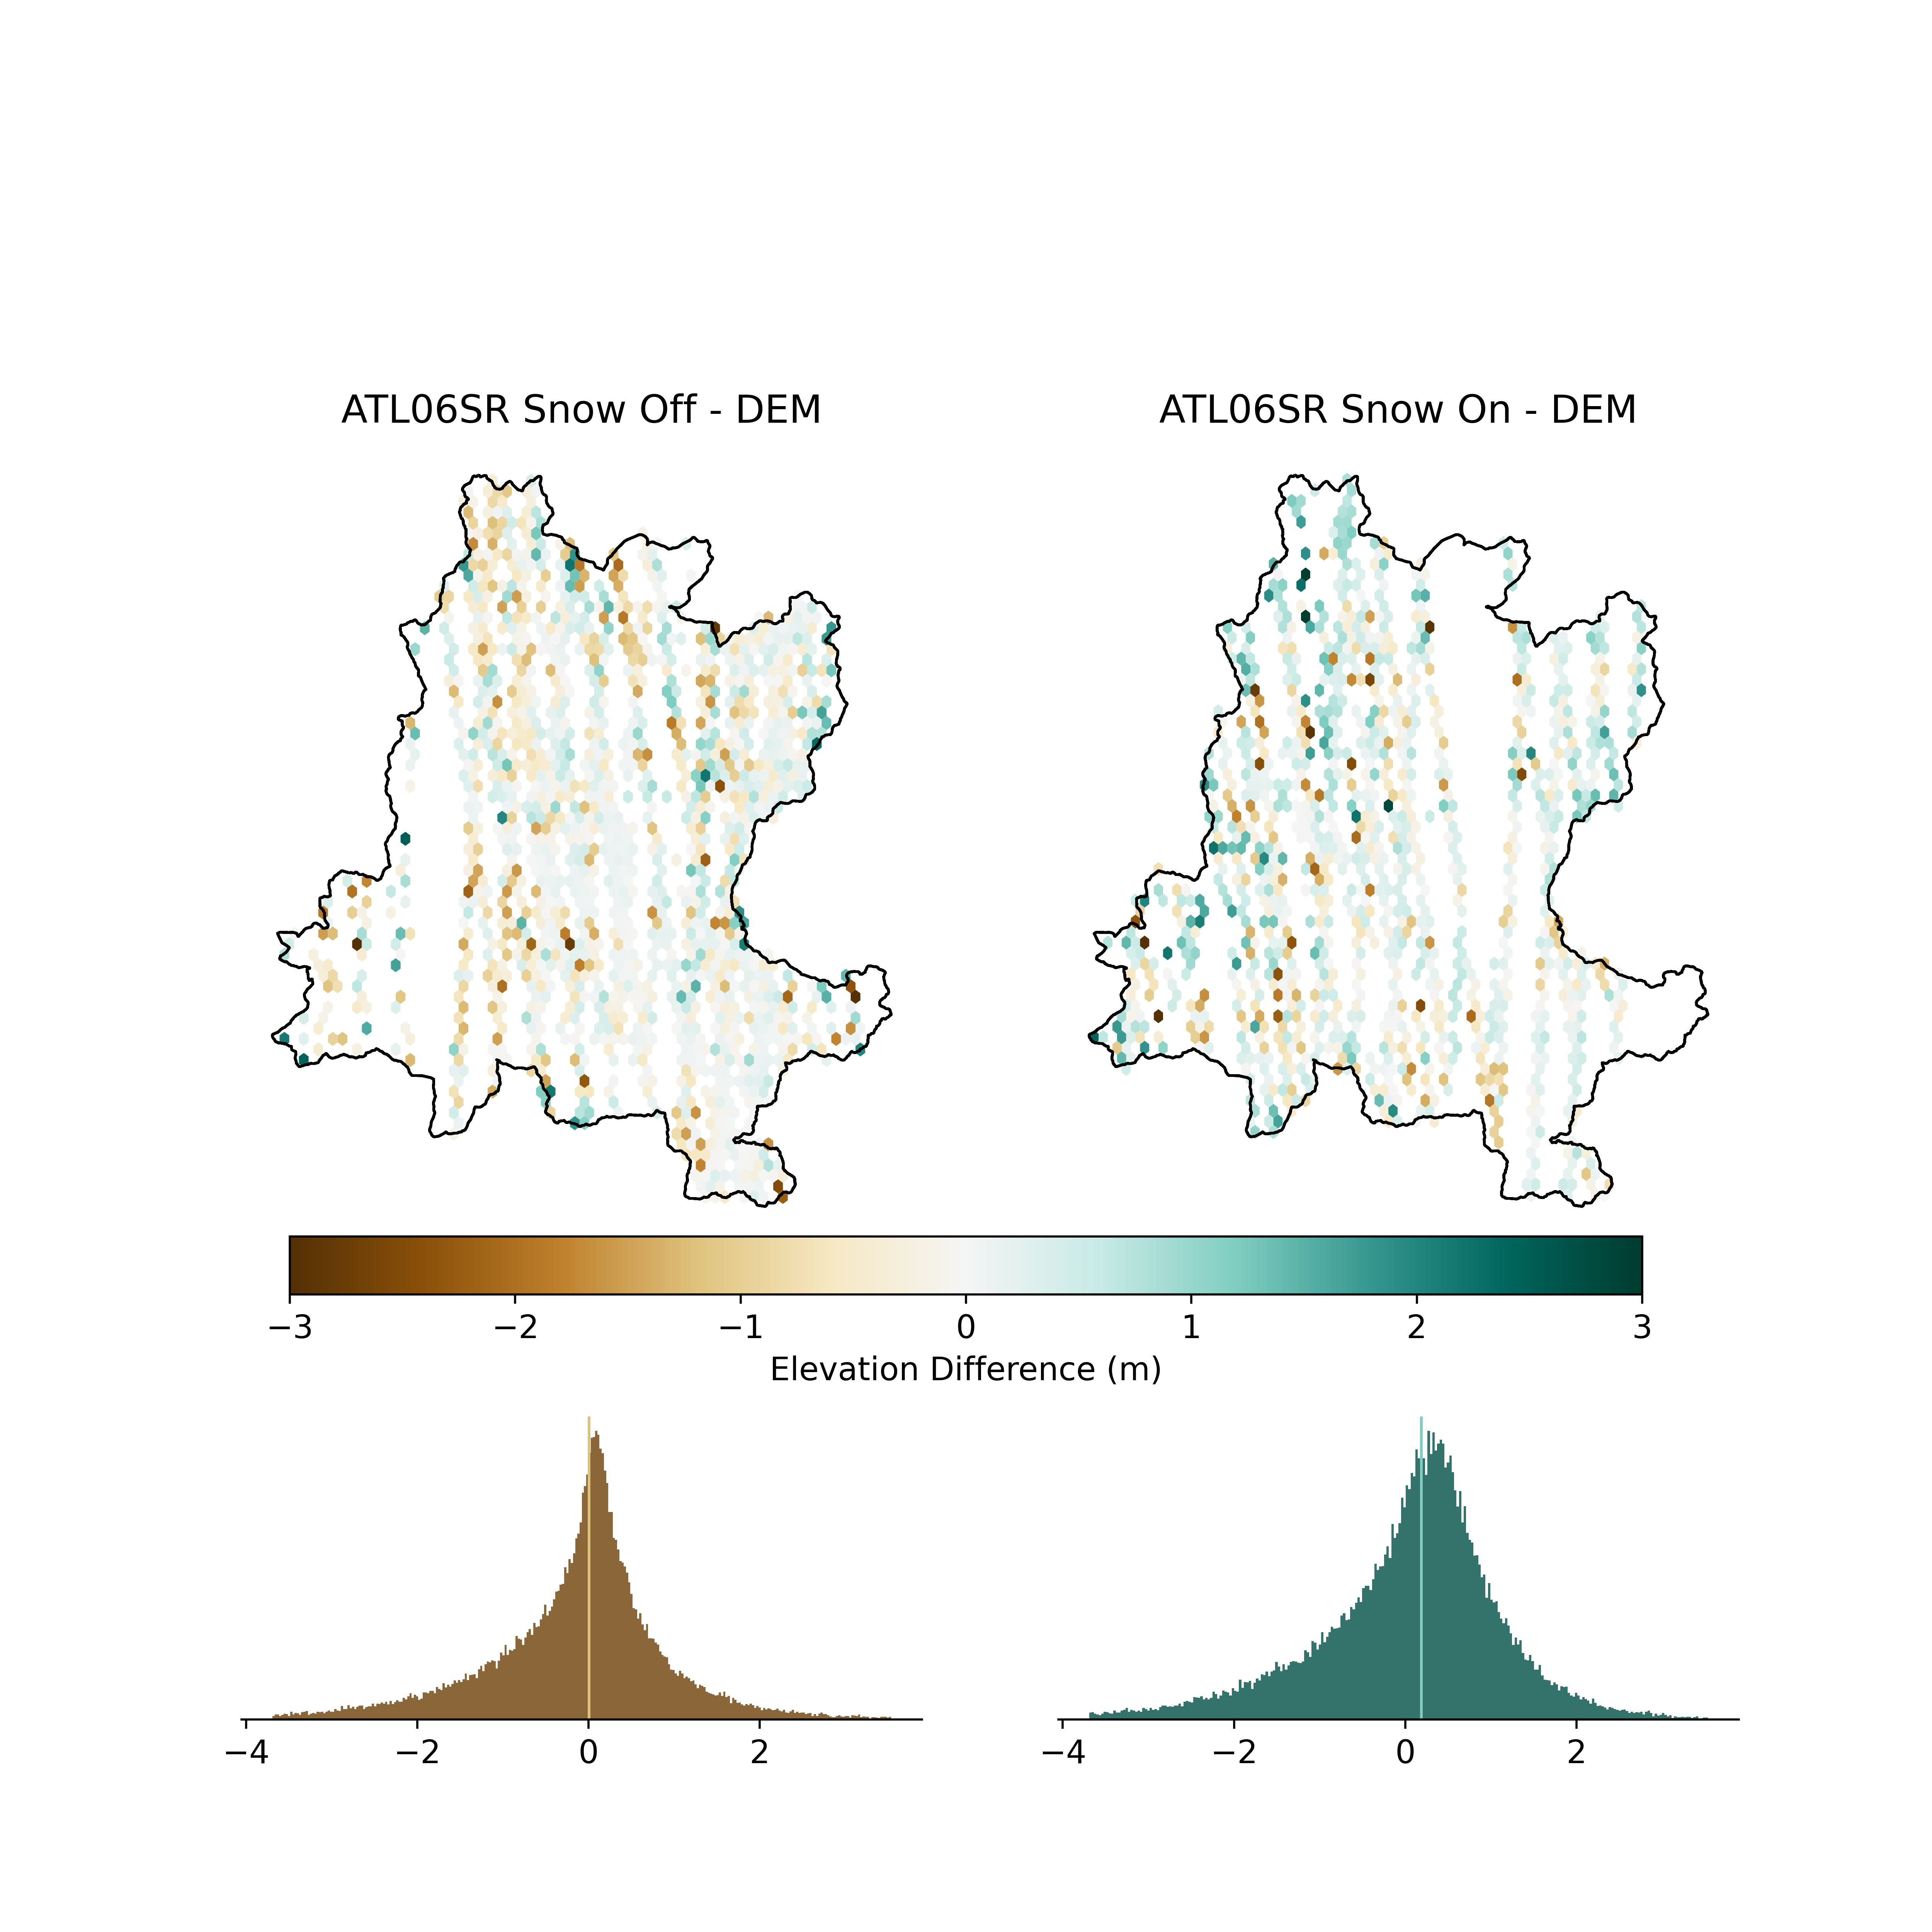 ATL06SR Snow Off - DEM
ATL06SR Snow On - DEM
−3 −2 −1 0 1 2 3
Elevation Difference (m)
−4 −2 0 2
−4 −2 0 2